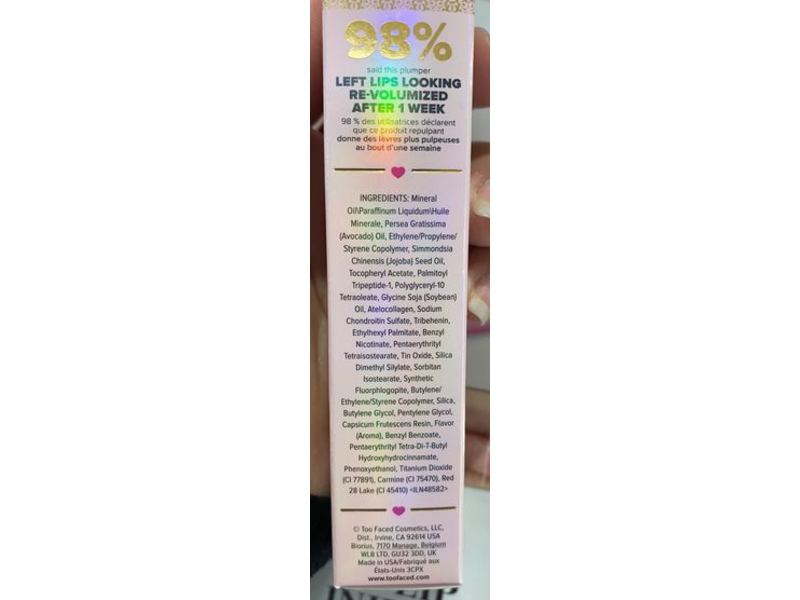 98%
said this plumper
LEFT LIPS LOOKING
RE-VOLUMIZED
AFTER 1 WEEK
98 % des utilisatrices déclarent
que ce produit repulpant
donne des lèvres plus pulpeuses
au bout d'une semaine
INGREDIENTS: Mineral
Oil\Paraffinum Liquidum\Huile
Minerale, Persea Gratissima
(Avocado) Oil, Ethylene/Propylene/
Styrene Copolymer, Simmondsia
Chinensis (Jojoba) Seed Oil,
Tocopheryl Acetate, Palmitoyl
Tripeptide-1, Polyglyceryl-10
Tetraoleate, Glycine Soja (Soybean)
Oil, Atelocollagen, Sodium
Chondroitin Sulfate, Tribehenin,
Ethylhexyl Palmitate, Benzyl
Nicotinate, Pentaerythrityl
Tetraisostearate, Tin Oxide, Silica
Dimethyl Silylate, Sorbitan
Isostearate, Synthetic
Fluorphlogopite, Butylene/
Ethylene/Styrene Copolymer, Silica,
Butylene Glycol, Pentylene Glycol,
Capsicum Frutescens Resin, Flavor
(Aroma), Benzyl Benzoate,
Pentaerythrityl Tetra-Di-T-Butyl
Hydroxyhydrocinnamate,
Phenoxyethanol, Titanium Dioxide
(CI 77891), Carmine (CI 75470), Red
28 Lake (CI 45410) <ILN48582>
© Too Faced Cosmetics, LLC,
Dist., Irvine, CA 92614 USA
Biorius, 7170 Manage, Belgium
WLB LTD, GU32 3DD, UK
Made in USA/Fabriqué aux
États-Unis 3CPX
www.toofaced.com